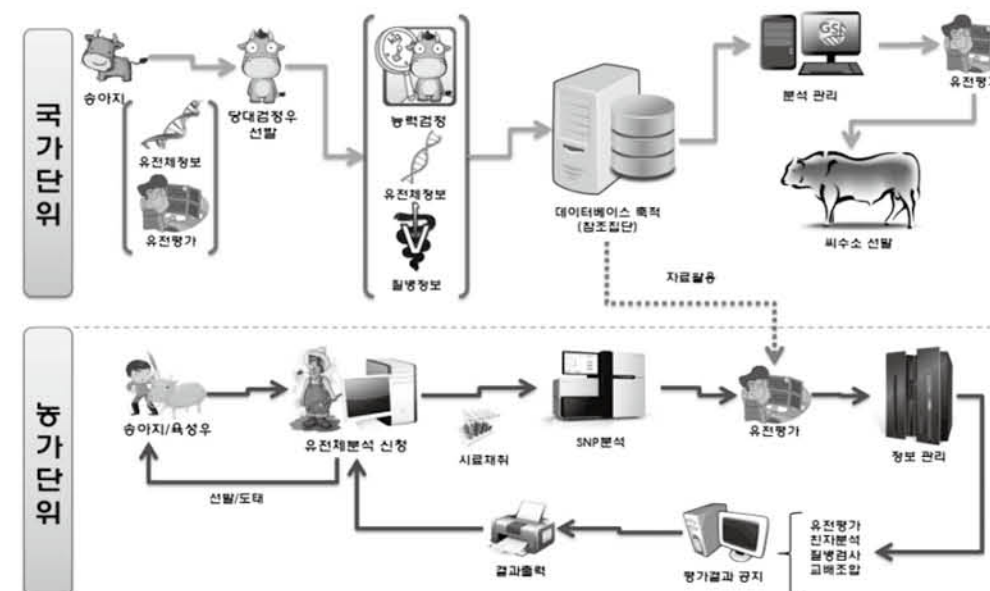 국가단위
송아지
유전체정보
유전평가
당대검정우
선발
능력검정
유전체정보
질병정보
데이터베이스 축적
(참조집단)
GS
분석 관리
유전평가
씨수소 선발
자료활용
농가단위
송아지/육성우
유전체분석 신청
시료채취
SNP분석
유전평가
정보 관리
선발/도태
결과출력
평가결과 공지
유전평가
친자분석
질병검사
교배조합